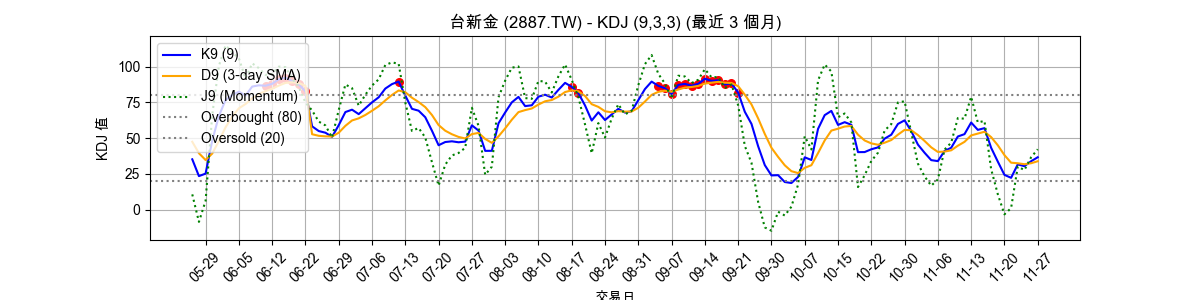 台新金 (2887.TW) - KDJ (9,3,3) (最近 3 個月)
KDJ 值
100
75
50
25
0
K9 (9)
D9 (3-day SMA)
J9 (Momentum)
Overbought (80)
Oversold (20)
05-29 06-05 06-12 06-22 06-29 07-06 07-13 07-20 07-27 08-03 08-10 08-17 08-24 08-31 09-07 09-14 09-21 09-30 10-07 10-15 10-22 10-30 11-06 11-13 11-20 11-27
交易日